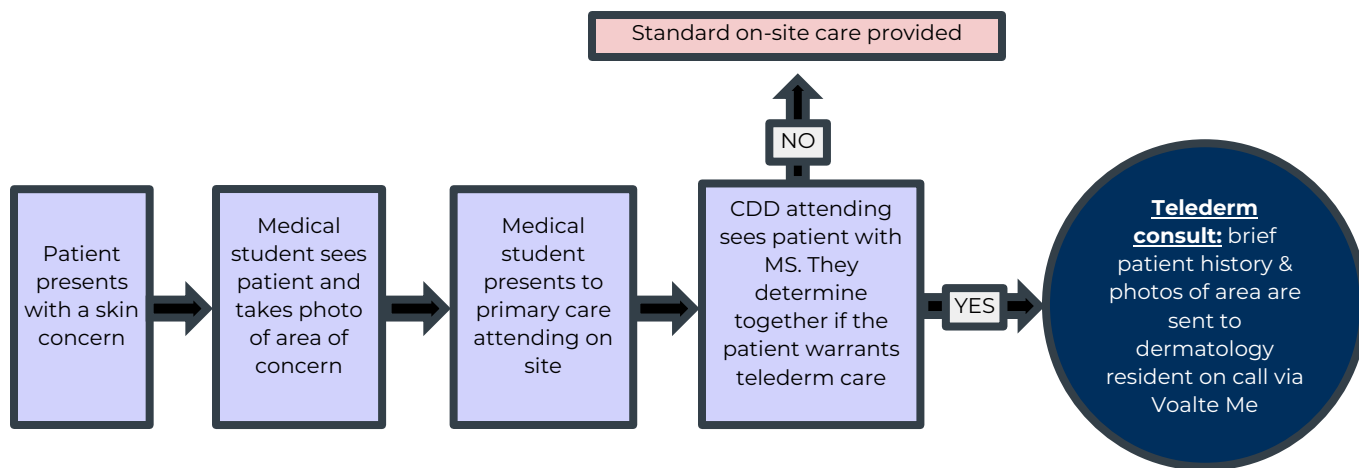 Standard on-site care provided
NO
Patient
presents
with a skin
concern
Medical
student sees
patient and
takes photo
of area of
concern
Medical
student
presents to
primary care
attending on
site
CDD attending
sees patient with
MS. They
determine
together if the
patient warrants
telederm care
YES
Telederm
consult: brief
patient history &
photos of area are
sent to
dermatology
resident on call via
Voalte Me